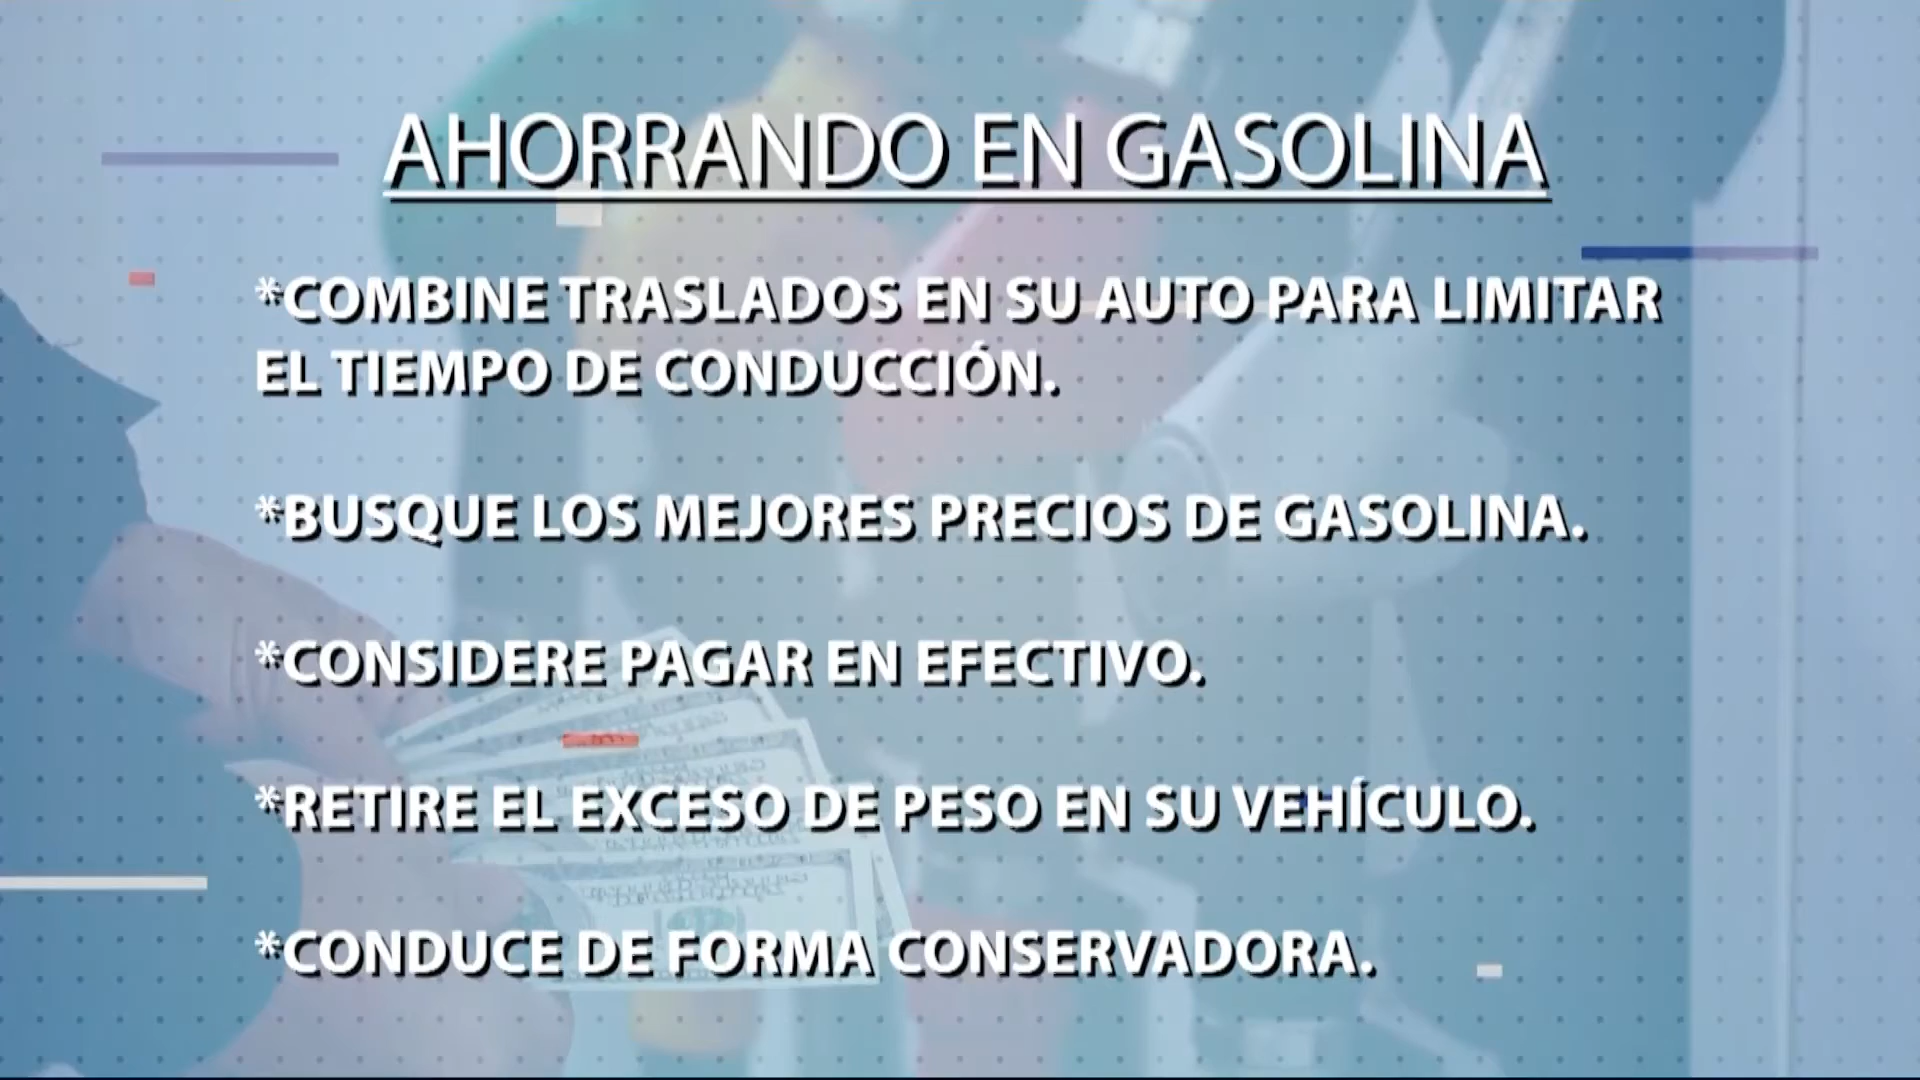 AHORRANDO EN GASOLINA
*COMBINE TRASLADOS EN SU AUTO PARA LIMITAR
EL TIEMPO DE CONDUCCIÓN.
*BUSQUE LOS MEJORES PRECIOS DE GASOLINA.
*CONSIDERE PAGAR EN EFECTIVO.
*RETIRE EL EXCESO DE PESO EN SU VEHÍCULO.
*CONDUCE DE FORMA CONSERVADORA.